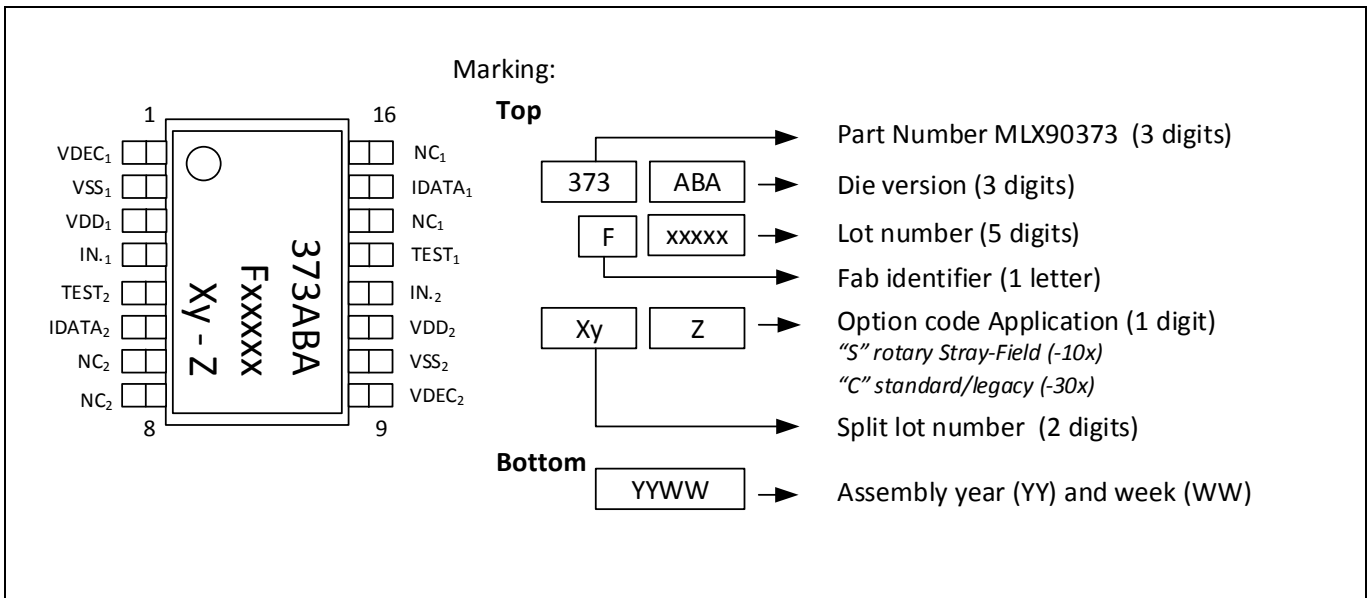 Marking:
Top
1
16
VDEC₁
VSS₁
VDD₁
IN.₁
TEST₂
IDATA₂
NC₂
NC₂
8
NC₁
IDATA₁
NC₁
TEST₁
IN.₂
VDD₂
VSS₂
VDEC₂
9
373ABA
Fxxxxx
Xy - Z
Part Number MLX90373 (3 digits)
373 ABA
Die version (3 digits)
F xxxxx
Lot number (5 digits)
Fab identifier (1 letter)
Xy Z
Option code Application (1 digit)
“S” rotary Stray-Field (-10x)
“C” standard/legacy (-30x)
Split lot number (2 digits)
Bottom
YYWW
Assembly year (YY) and week (WW)